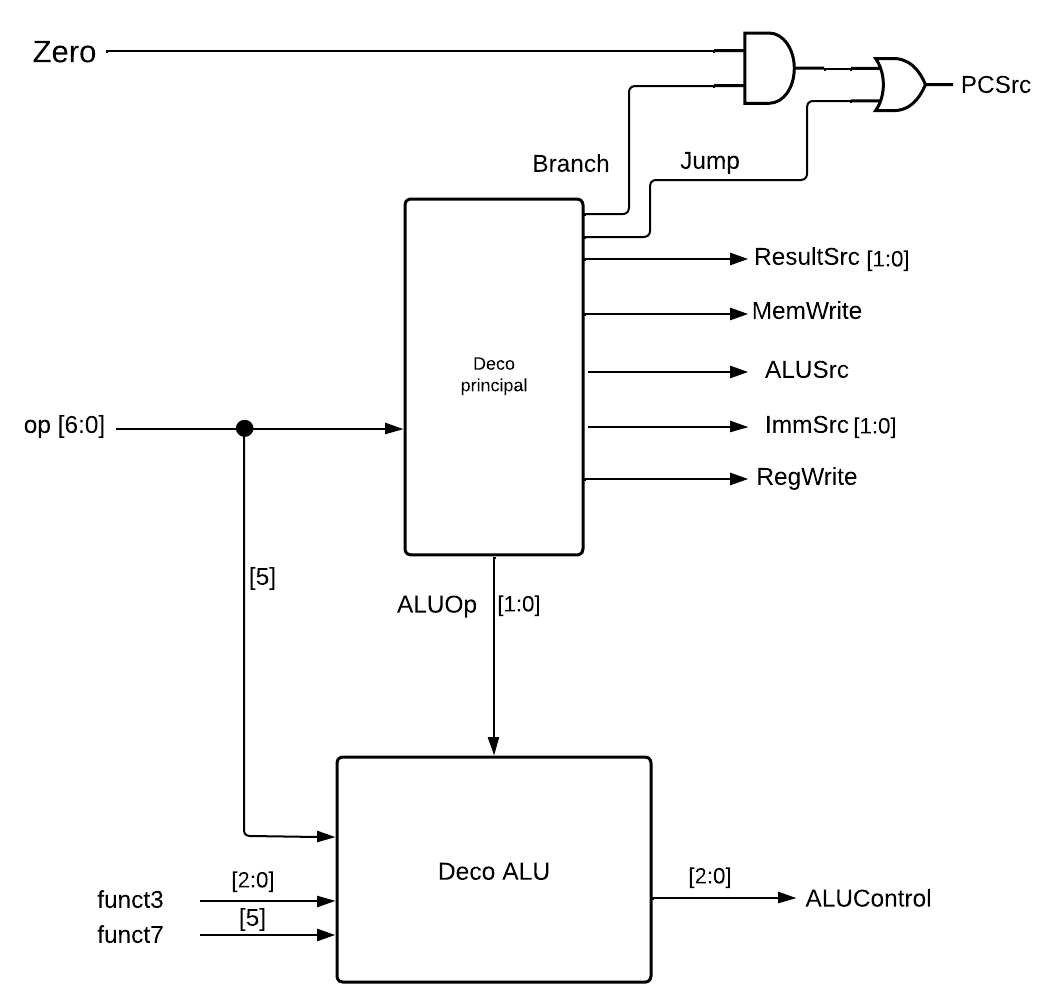 Zero
PCSrc
Branch
Jump
ResultSrc [1:0]
MemWrite
Deco
principal
ALUSrc
op [6:0]
ImmSrc [1:0]
RegWrite
[5]
ALUOp [1:0]
Deco ALU
[2:0]
funct3
[2:0]
ALUControl
[5]
funct7